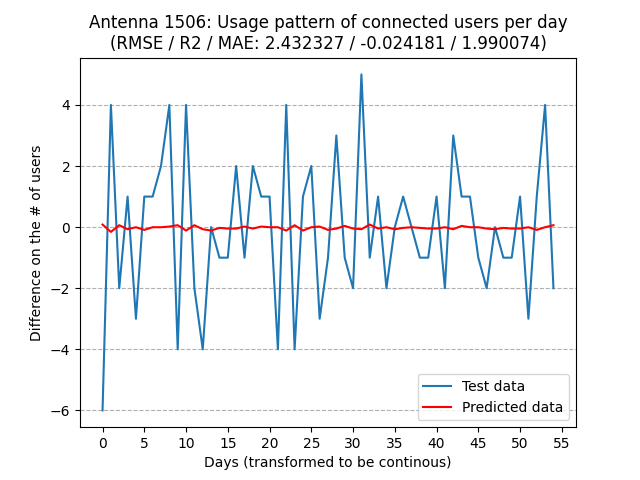 Antenna 1506: Usage pattern of connected users per day
(RMSE / R2 / MAE: 2.432327 / -0.024181 / 1.990074)
Difference on the # of users
4
2
0
−2
−4
−6
Test data
Predicted data
0 5 10 15 20 25 30 35 40 45 50 55
Days (transformed to be continous)